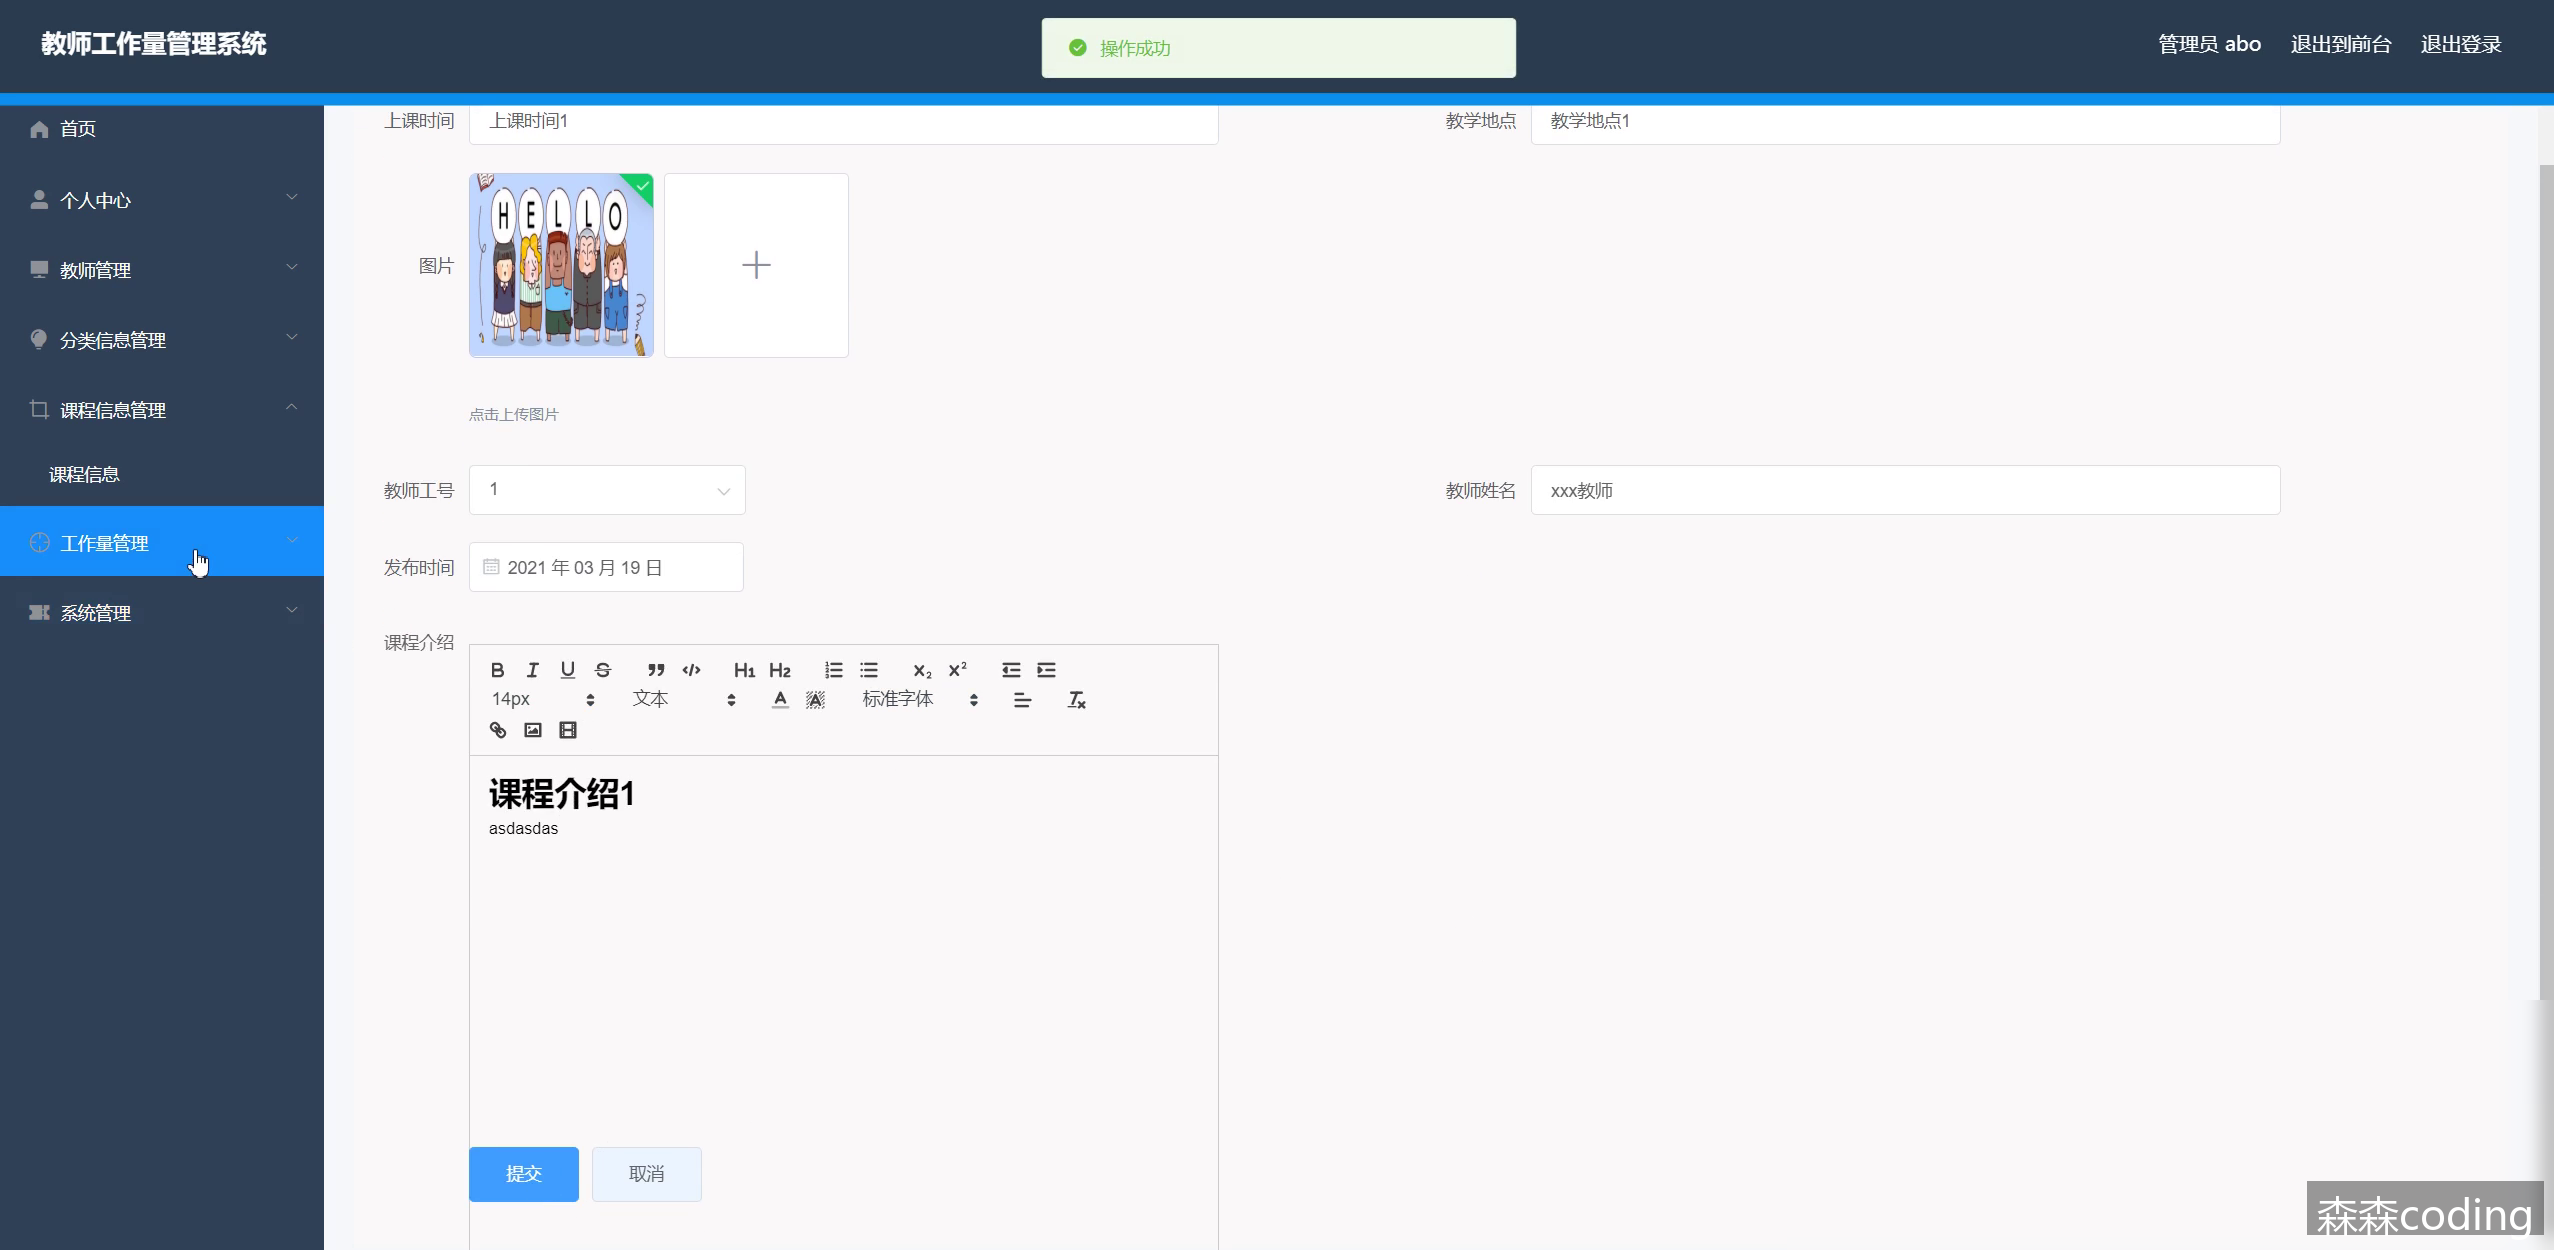 教师工作量管理系统
操作成功
管理员 abo
退出到前台
退出登录
首页
个人中心
教师管理
分类信息管理
课程信息管理
课程信息
工作量管理
系统管理
上课时间
上课时间1
教学地点
教学地点1
图片
HELLO
点击上传图片
教师工号
1
教师姓名
xxx教师
发布时间
2021 年 03 月 19 日
课程介绍
B I U S H1 H2 X2 X2
14px
文本
A A
标准字体
Tx
课程介绍1
asdasdas
提交
取消
森森coding